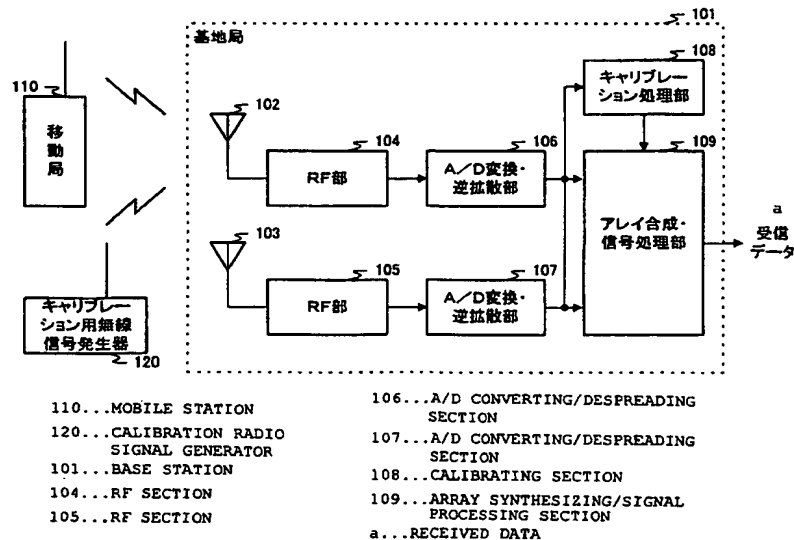 101
基地局
108
キャリブレー
ション処理部
110
移
動
局
102
104
RF部
106
A/D変換・
逆拡散部
109
アレイ合成・
信号処理部
a
受信
データ
103
105
RF部
107
A/D変換・
逆拡散部
キャリブレー
ション用無線
信号発生器
120
110...MOBILE STATION
120...CALIBRATION RADIO
SIGNAL GENERATOR
101...BASE STATION
104...RF SECTION
105...RF SECTION
106...A/D CONVERTING/DESPREADING
SECTION
107...A/D CONVERTING/DESPREADING
SECTION
108...CALIBRATING SECTION
109...ARRAY SYNTHESIZING/SIGNAL
PROCESSING SECTION
a...RECEIVED DATA